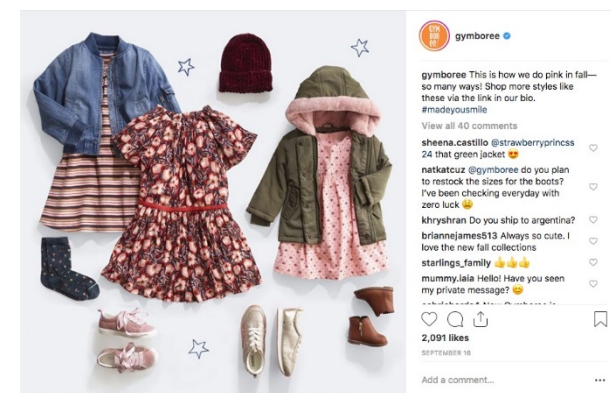 GYM
BOR
EE
gymboree
gymboree This is how we do pink in fall—
so many ways! Shop more styles like
these via the link in our bio.
#madeyousmile
View all 40 comments
sheena.castillo @strawberryprincss
24 that green jacket 😍
natkatcuz @gymboree do you plan
to restock the sizes for the boots?
I've been checking everyday with
zero luck 😩
khryshran Do you ship to argentina?
briannejames513 Always so cute. I
love the new fall collections
starlings_family 👍👍👍
mummy.iaia Hello! Have you seen
my private message? 😊
2,091 likes
SEPTEMBER 16
Add a comment...